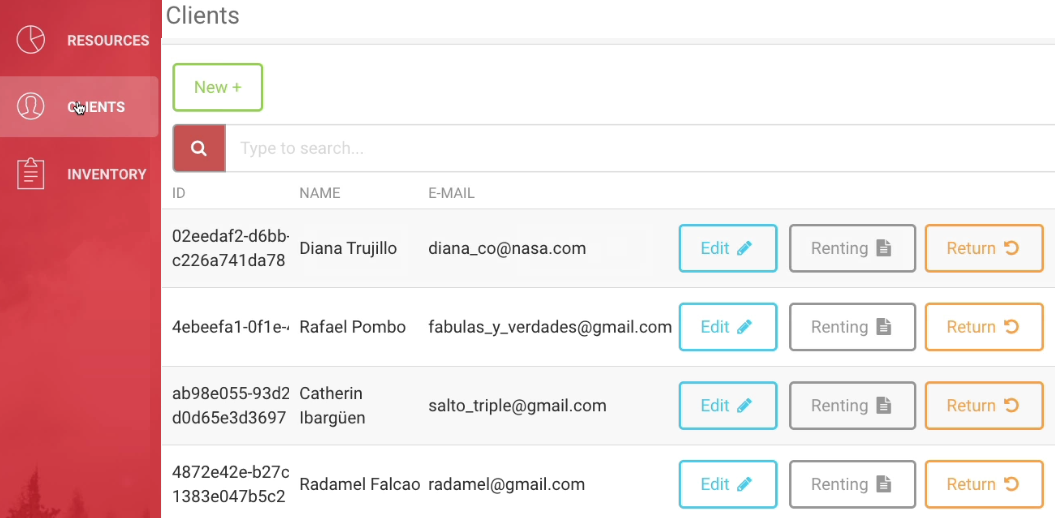 RESOURCES
CLIENTS
INVENTORY
Clients
New +
Type to search...
ID NAME E-MAIL
02eedaf2-d6bb-
c226a741da78
Diana Trujillo diana_co@nasa.com Edit Renting Return
4ebeefa1-0f1e- Rafael Pombo fabulas_y_verdades@gmail.com Edit Renting Return
ab98e055-93d2
d0d65e3d3697
Catherin
Ibargüen
salto_triple@gmail.com Edit Renting Return
4872e42e-b27c
1383e047b5c2
Radamel Falcao radamel@gmail.com Edit Renting Return